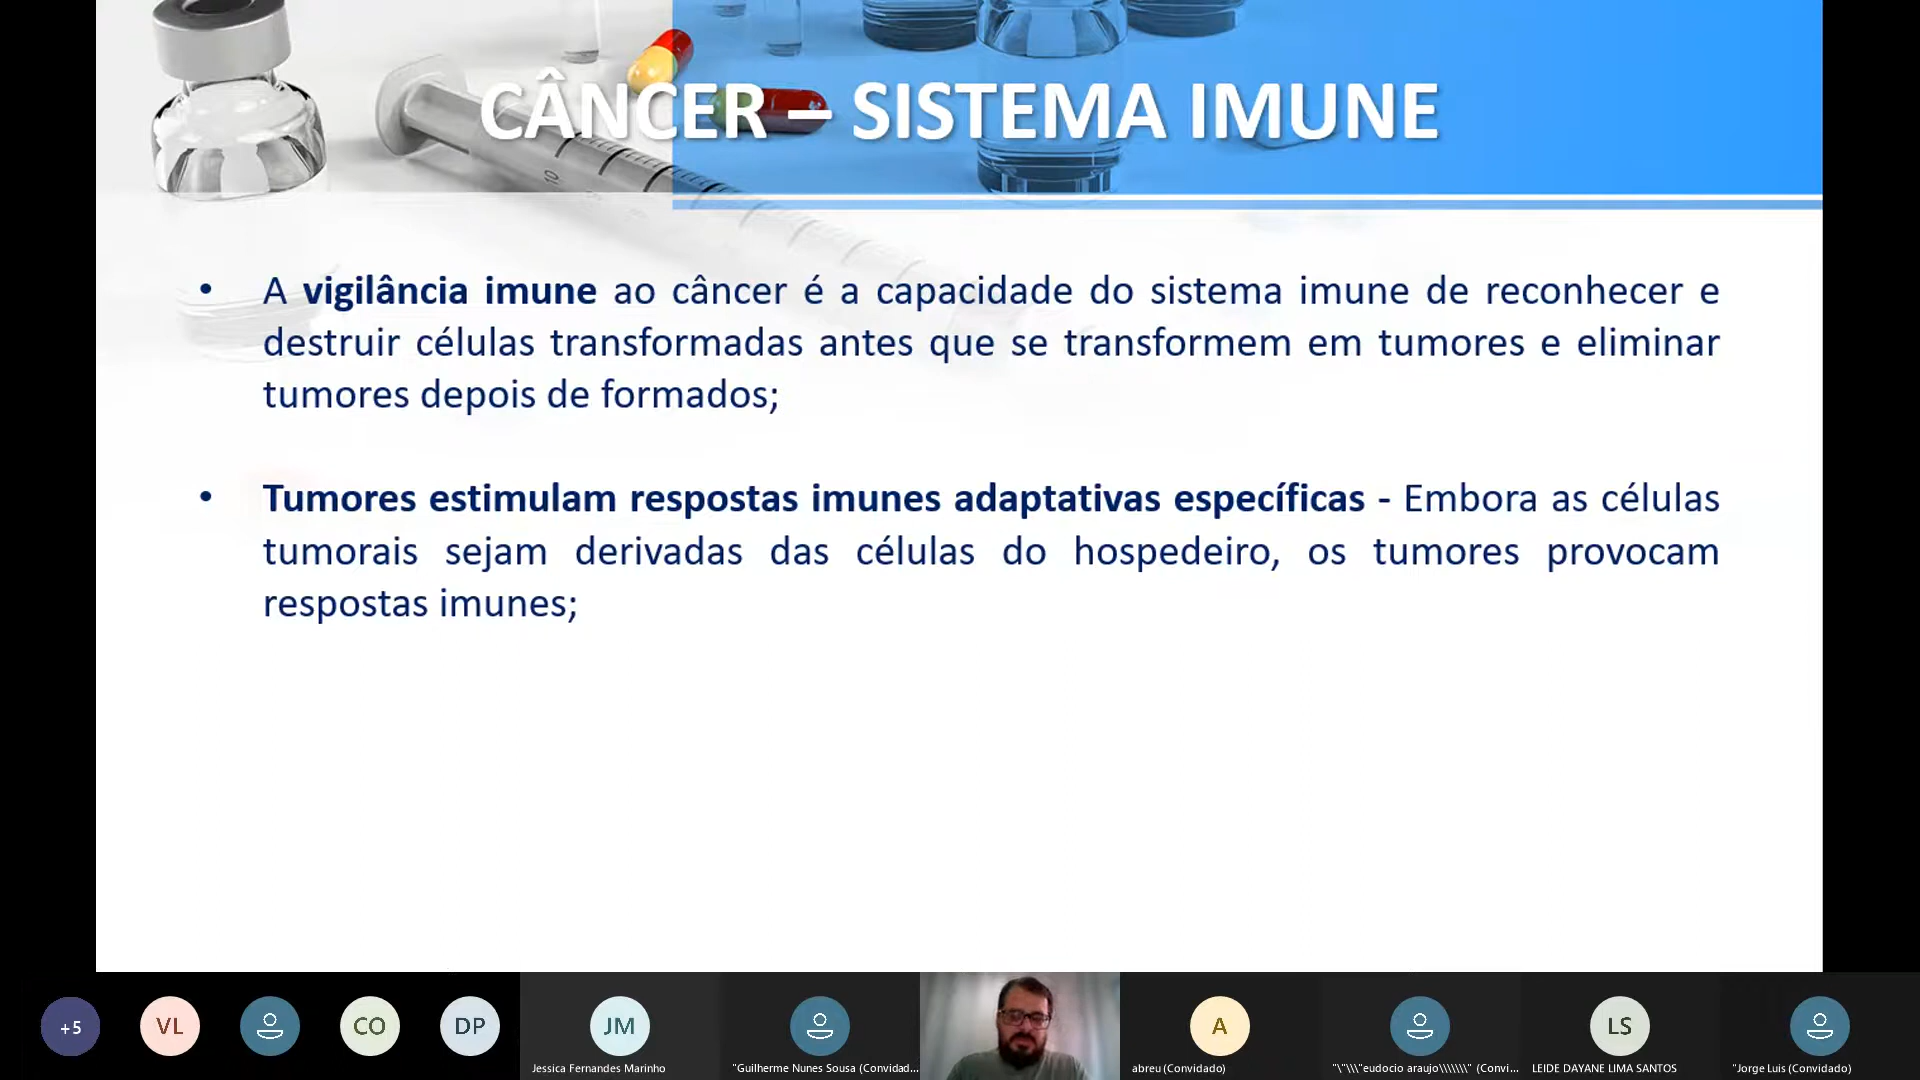 CÂNCER – SISTEMA IMUNE
• A vigilância imune ao câncer é a capacidade do sistema imune de reconhecer e
destruir células transformadas antes que se transformem em tumores e eliminar
tumores depois de formados;
• Tumores estimulam respostas imunes adaptativas específicas - Embora as células
tumorais sejam derivadas das células do hospedeiro, os tumores provocam
respostas imunes;
10
+5 VL CO DP JM A LS
Jessica Fernandes Marinho "Guilherme Nunes Sousa (Convidad... abreu (Convidado) "\"\\\"eudocio araujo\\\\\\\" (Convi... LEIDE DAYANE LIMA SANTOS "Jorge Luis (Convidado)